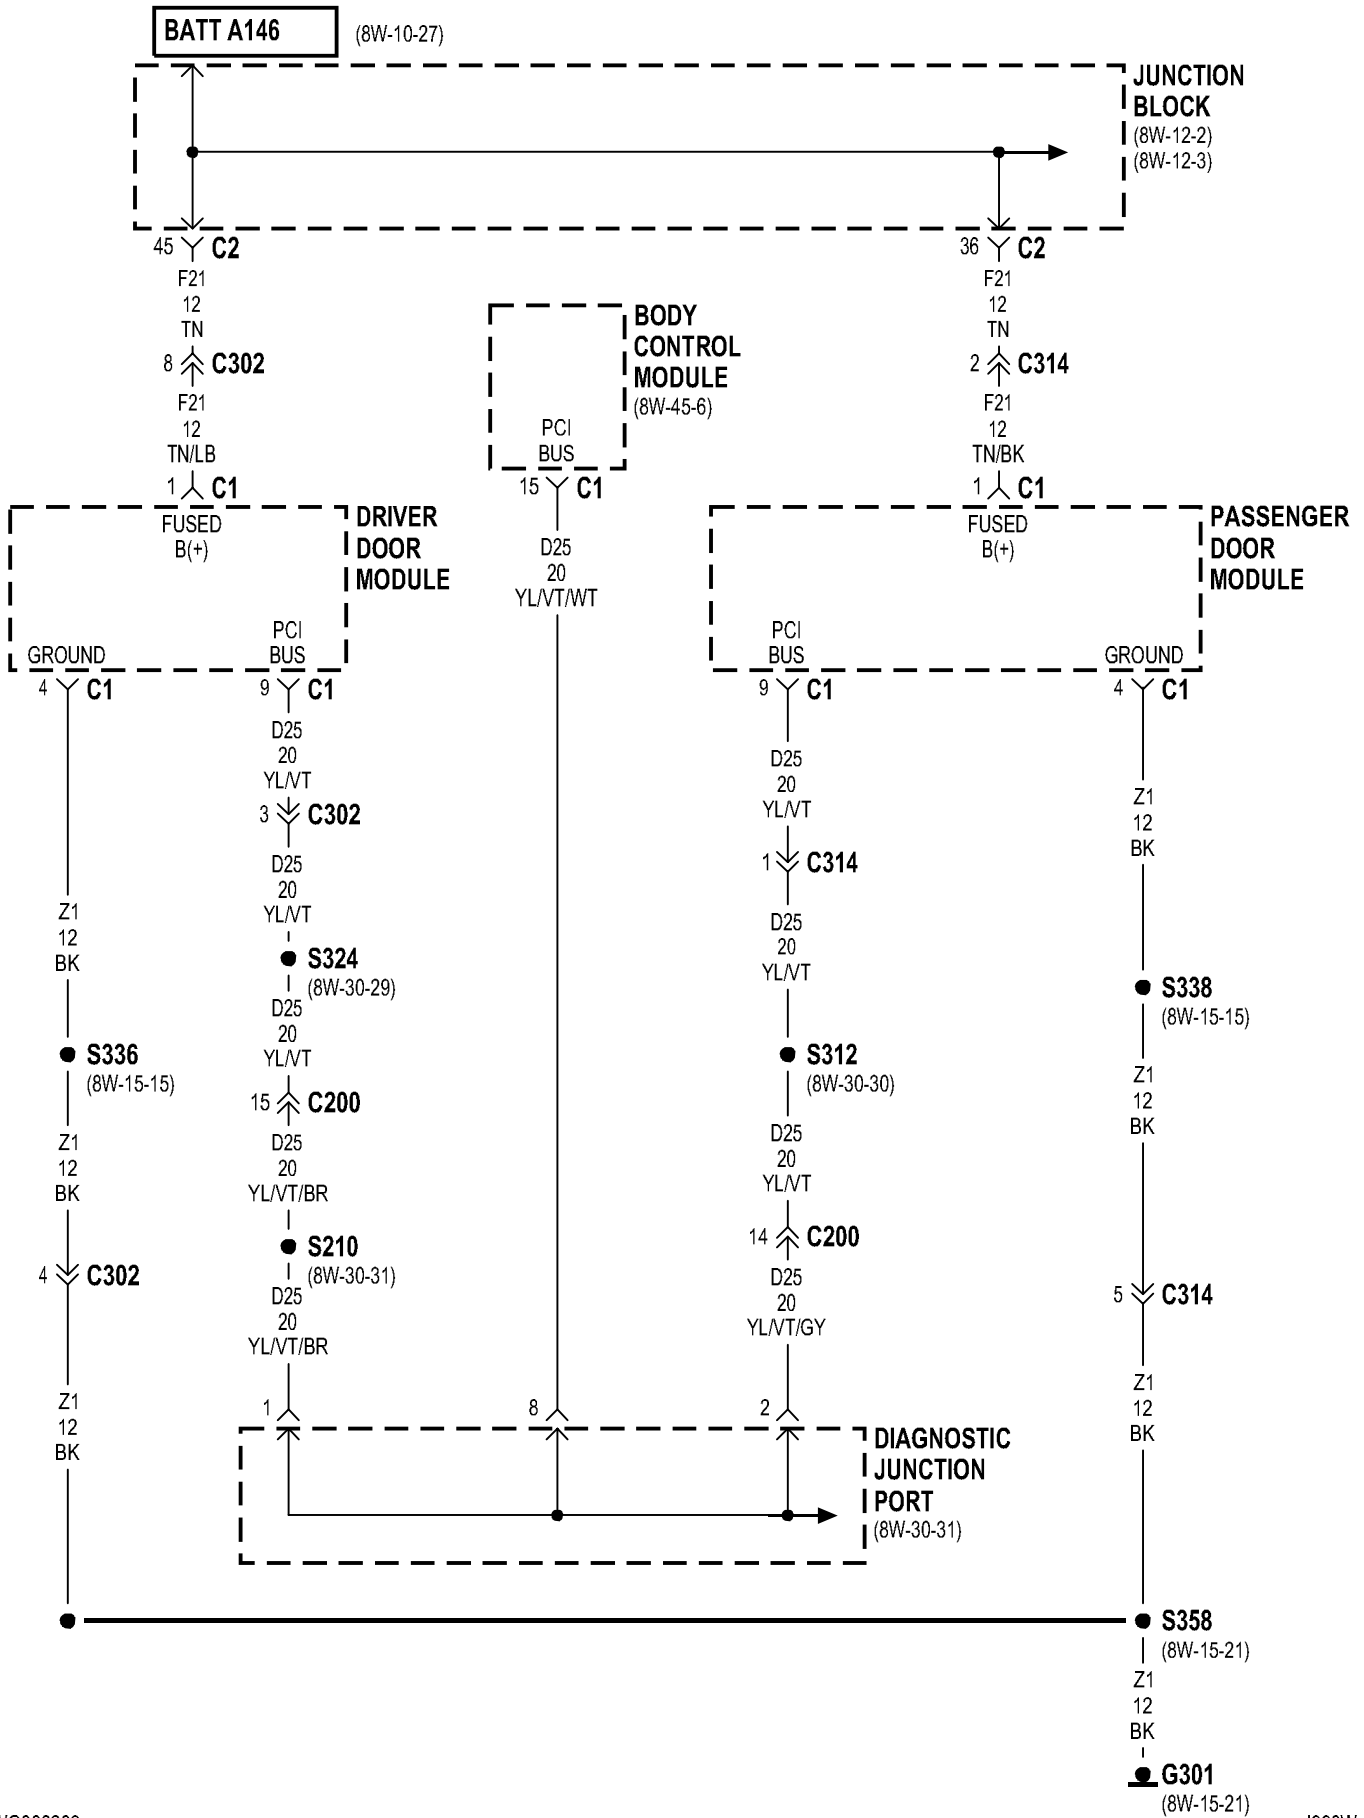 BATT A146
(8W-10-27)
JUNCTION
BLOCK
(8W-12-2)
(8W-12-3)
45 C2
36 C2
F21
12
TN
F21
12
TN
8 C302
2 C314
F21
12
TN/LB
F21
12
TN/BK
1 C1
1 C1
BODY
CONTROL
MODULE
(8W-45-6)
PCI
BUS
15 C1
D25
20
YL/VT/WT
FUSED
B(+)
DRIVER
DOOR
MODULE
FUSED
B(+)
PASSENGER
DOOR
MODULE
GROUND
PCI
BUS
PCI
BUS
GROUND
4 C1
9 C1
9 C1
4 C1
D25
20
YL/VT
3 C302
D25
20
YL/VT
S324
(8W-30-29)
D25
20
YL/VT
15 C200
D25
20
YL/VT/BR
S210
(8W-30-31)
D25
20
YL/VT/BR
1
Z1
12
BK
S336
(8W-15-15)
Z1
12
BK
4 C302
Z1
12
BK
8
D25
20
YL/VT
1 C314
D25
20
YL/VT
S312
(8W-30-30)
D25
20
YL/VT
14 C200
D25
20
YL/VT/GY
2
Z1
12
BK
S338
(8W-15-15)
Z1
12
BK
5 C314
Z1
12
BK
DIAGNOSTIC
JUNCTION
PORT
(8W-30-31)
S358
(8W-15-21)
Z1
12
BK
G301
(8W-15-21)